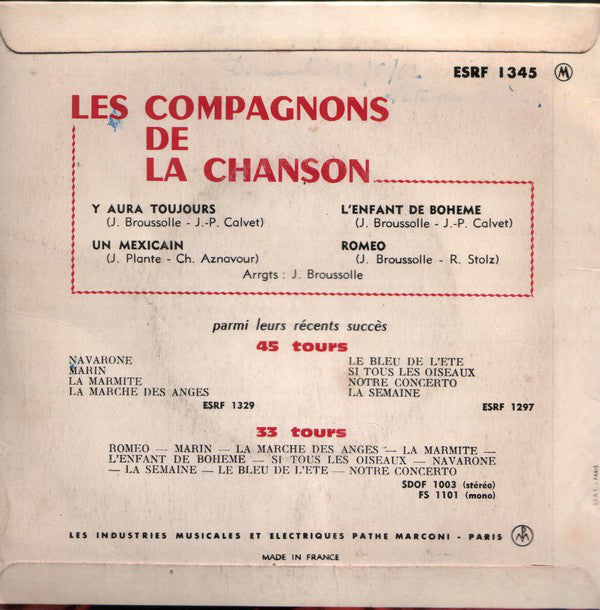 ESRF 1345 M
LES COMPAGNONS
DE
LA CHANSON
Y AURA TOUJOURS
(J. Broussolle - J.-P. Calvet)
UN MEXICAIN
(J. Plante - Ch. Aznavour)
L'ENFANT DE BOHEME
(J. Broussolle - J.-P. Calvet)
ROMEO
(J. Broussolle - R. Stolz)
Arrgts : J. Broussolle
parmi leurs récents succès
45 tours
NAVARONE
MARIN
LA MARMITE
LA MARCHE DES ANGES
ESRF 1329
LE BLEU DE L'ETE
SI TOUS LES OISEAUX
NOTRE CONCERTO
LA SEMAINE
ESRF 1297
33 tours
ROMEO — MARIN — LA MARCHE DES ANGES — LA MARMITE —
L'ENFANT DE BOHEME — SI TOUS LES OISEAUX — NAVARONE
— LA SEMAINE — LE BLEU DE L'ETE — NOTRE CONCERTO
SDOF 1003 (stéréo)
FS 1101 (mono)
LES INDUSTRIES MUSICALES ET ELECTRIQUES PATHE MARCONI - PARIS
MADE IN FRANCE